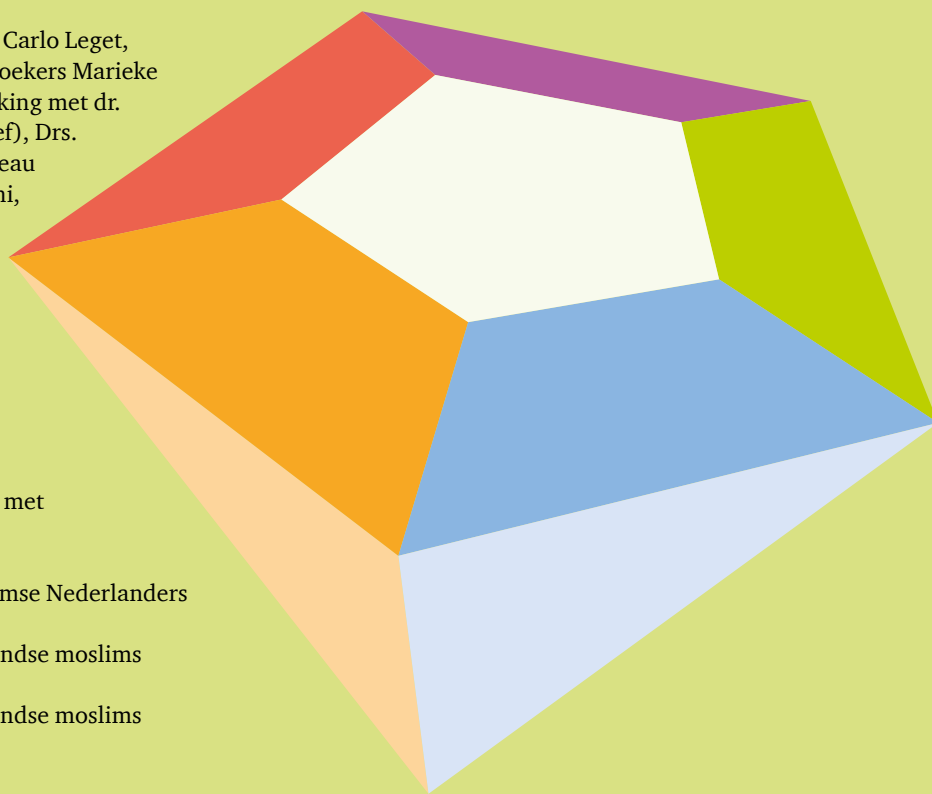 Carlo Leget,
oekers Marieke
king met dr.
ef), Drs.
eau
ni,
met
mse Nederlanders
ndse moslims
ndse moslims